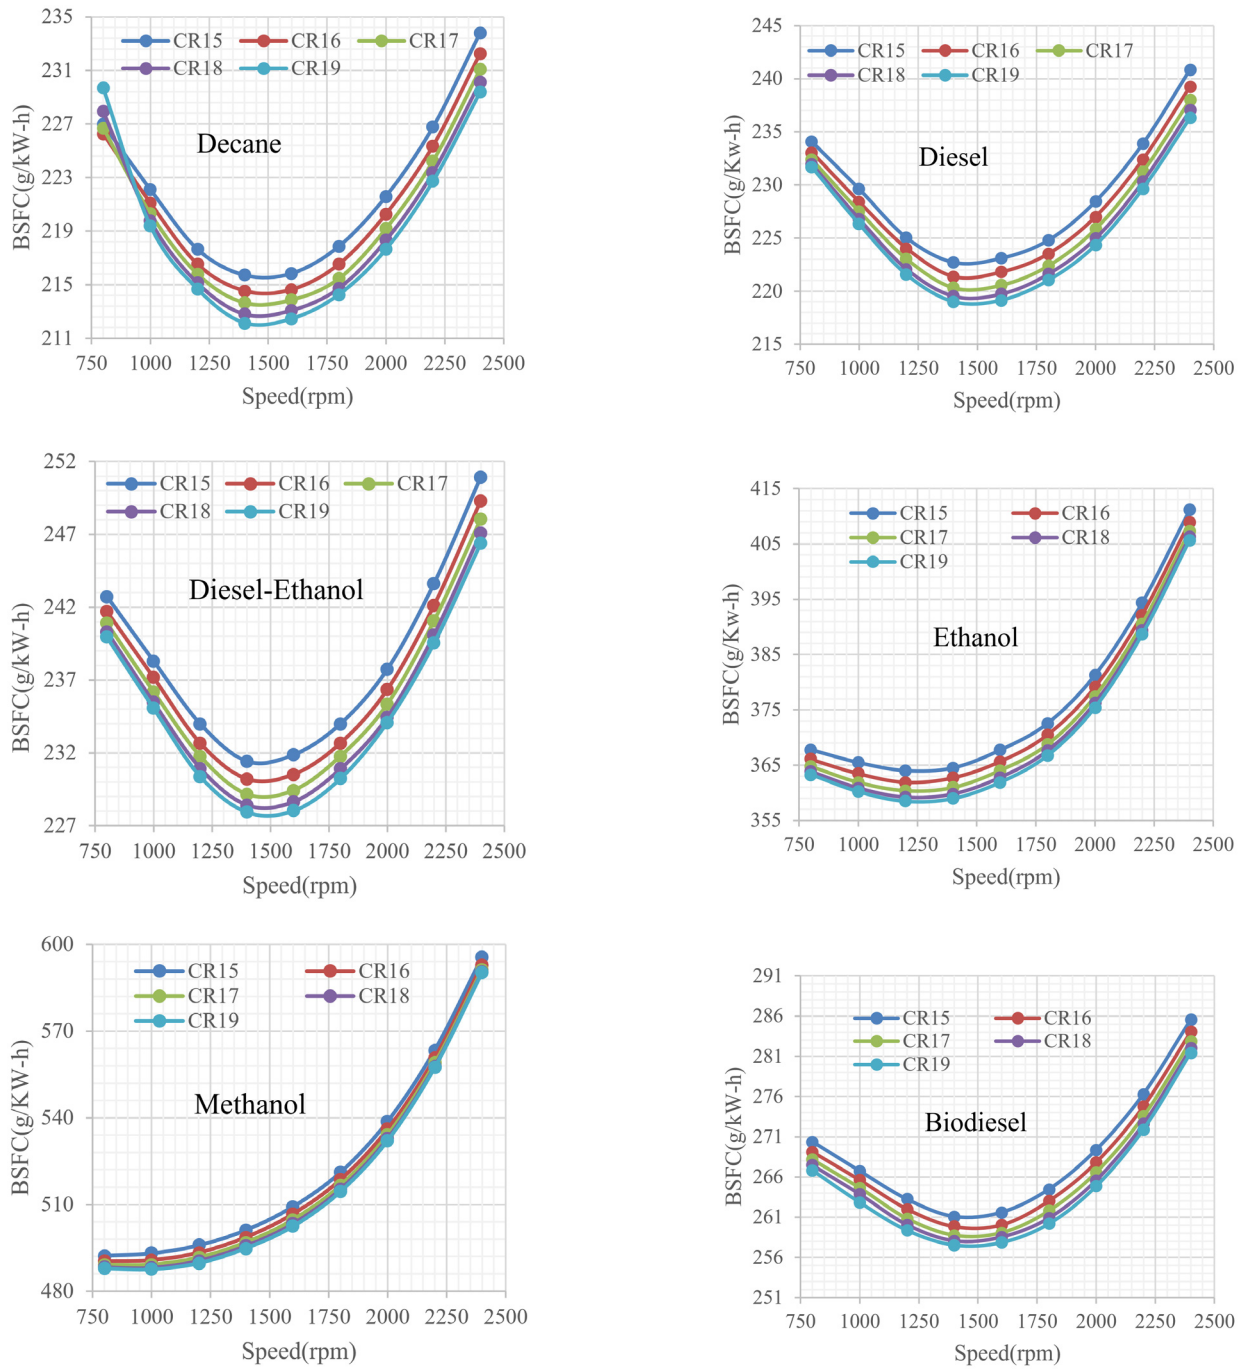 235
231
227
223
219
215
211
BSFC(g/kW-h)
CR15 CR16 CR17
CR18 CR19
Decane
750 1000 1250 1500 1750 2000 2250 2500
Speed(rpm)
245
240
235
230
225
220
215
BSFC(g/Kw-h)
CR15 CR16 CR17
CR18 CR19
Diesel
750 1000 1250 1500 1750 2000 2250 2500
Speed(rpm)
252
247
242
237
232
227
BSFC(g/kW-h)
CR15 CR16 CR17
CR18 CR19
Diesel-Ethanol
750 1000 1250 1500 1750 2000 2250 2500
Speed(rpm)
415
405
395
385
375
365
355
BSFC(g/Kw-h)
CR15 CR16
CR17 CR18
CR19
Ethanol
750 1000 1250 1500 1750 2000 2250 2500
Speed(rpm)
600
570
540
510
480
BSFC(g/KW-h)
CR15 CR16
CR17 CR18
CR19
Methanol
750 1000 1250 1500 1750 2000 2250 2500
Speed(rpm)
291
286
281
276
271
266
261
256
251
BSFC(g/kW-h)
CR15 CR16
CR17 CR18
CR19
Biodiesel
750 1000 1250 1500 1750 2000 2250 2500
Speed(rpm)